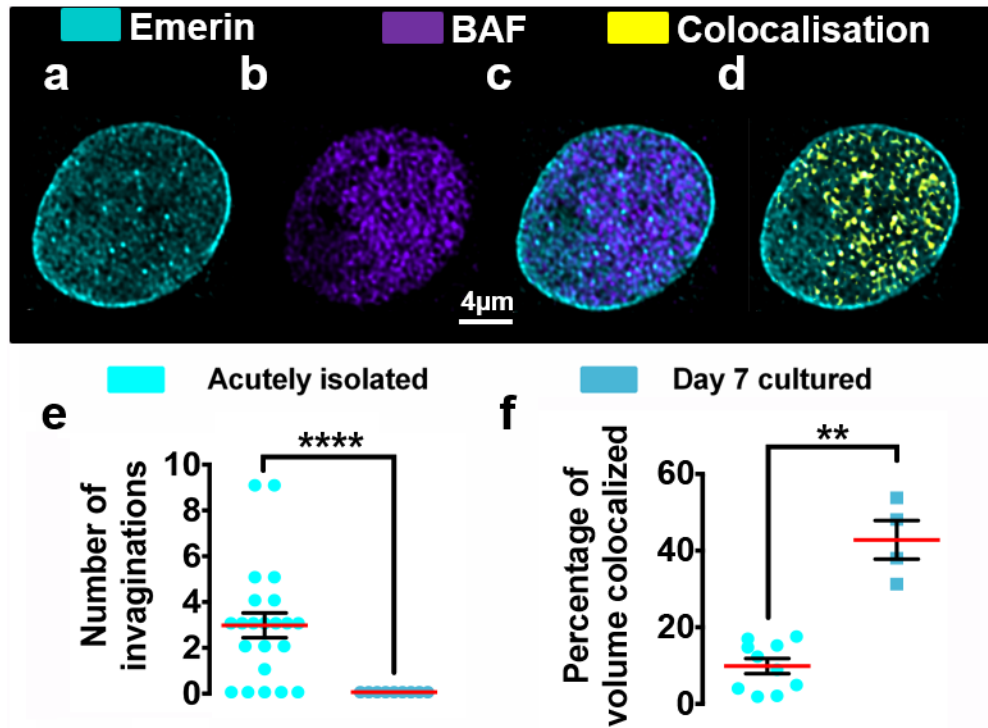 Emerin BAF Colocalisation
a b c d
4µm
Acutely isolated Day 7 cultured
e f
****
**
Number of
invaginations
10
8
6
4
2
0
Percentage of
volume colocalized
60
40
20
0